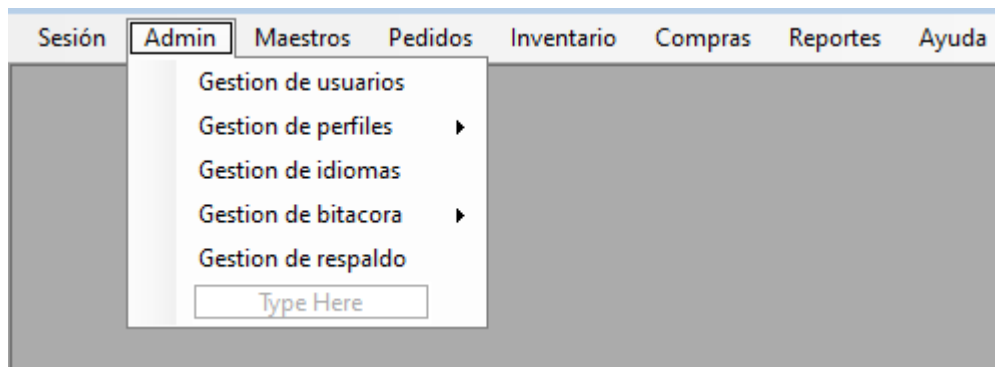 Sesión Admin Maestros Pedidos Inventario Compras Reportes Ayuda
Gestion de usuarios
Gestion de perfiles
Gestion de idiomas
Gestion de bitacora
Gestion de respaldo
Type Here